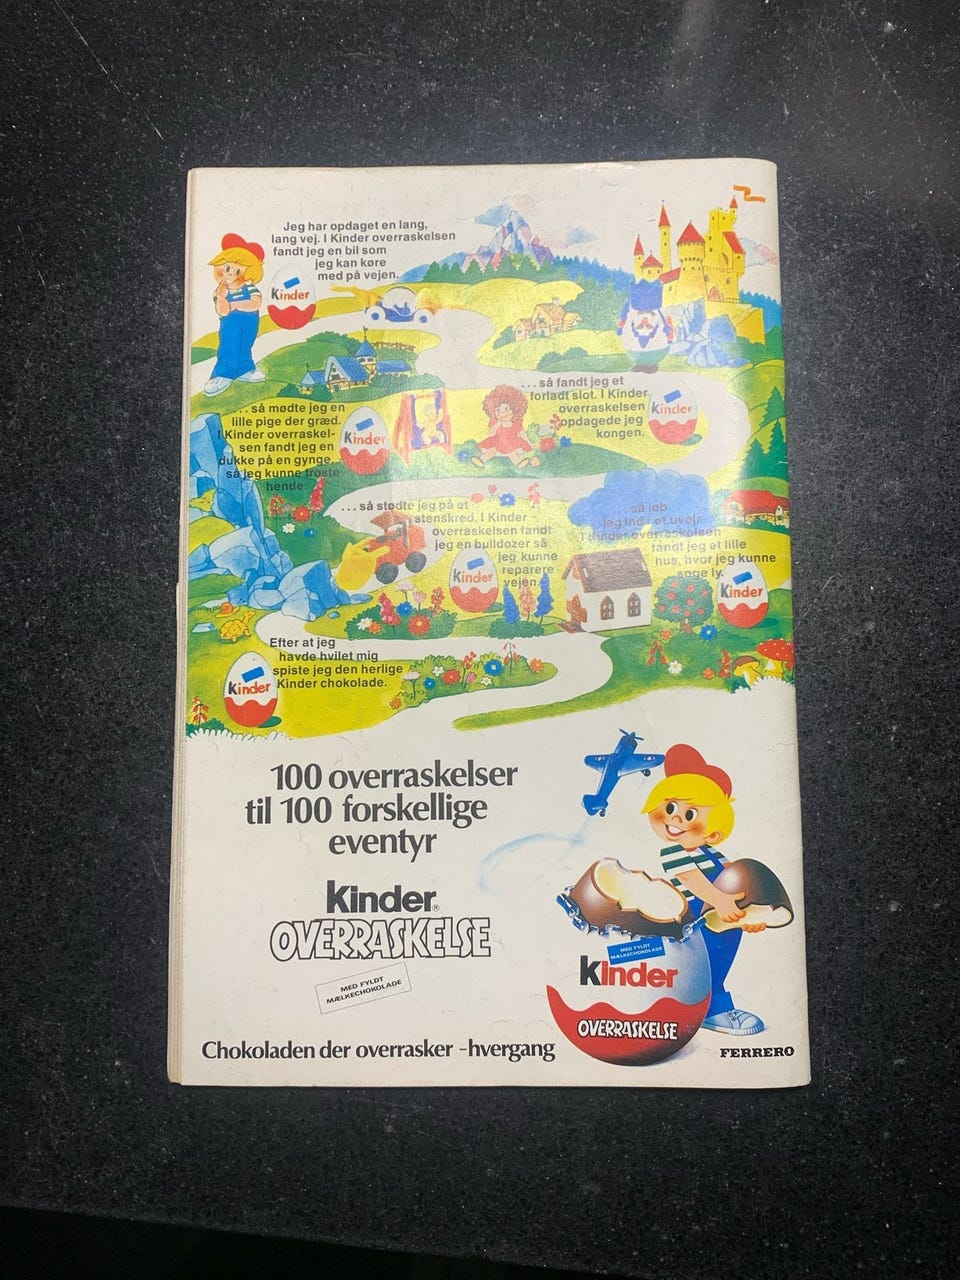 Jeg har opdaget en lang,
lang vej. I Kinder overraskelsen
fandt jeg en bil som
jeg kan køre
med på vejen.
Kinder
...så fandt jeg et
forladt slot. I Kinder
overraskelsen
opdagede jeg
kongen.
Kinder
...så mødte jeg en
lille pige der græd.
I Kinder overraskel-
sen fandt jeg en
dukke på en gynge,
så jeg kunne trøste
hende.
Kinder
...så stødte jeg på et
stenskred. I Kinder
overraskelsen fandt
jeg en bulldozer så
jeg kunne
reparere
vejen.
Kinder
...så løb
jeg ind i et uvejr.
I Kinder overraskelsen
fandt jeg et lille
hus, hvor jeg kunne
søge ly.
Kinder
Efter at jeg
havde hvilet mig
spiste jeg den herlige
Kinder chokolade.
Kinder
100 overraskelser
til 100 forskellige
eventyr
Kinder®
OVERRASKELSE
MED FYLDT
MÆLKECHOKOLADE
MED FYLDT
MÆLKECHOKOLADE
Kinder
OVERRASKELSE
Chokoladen der overrasker -hvergang
FERRERO